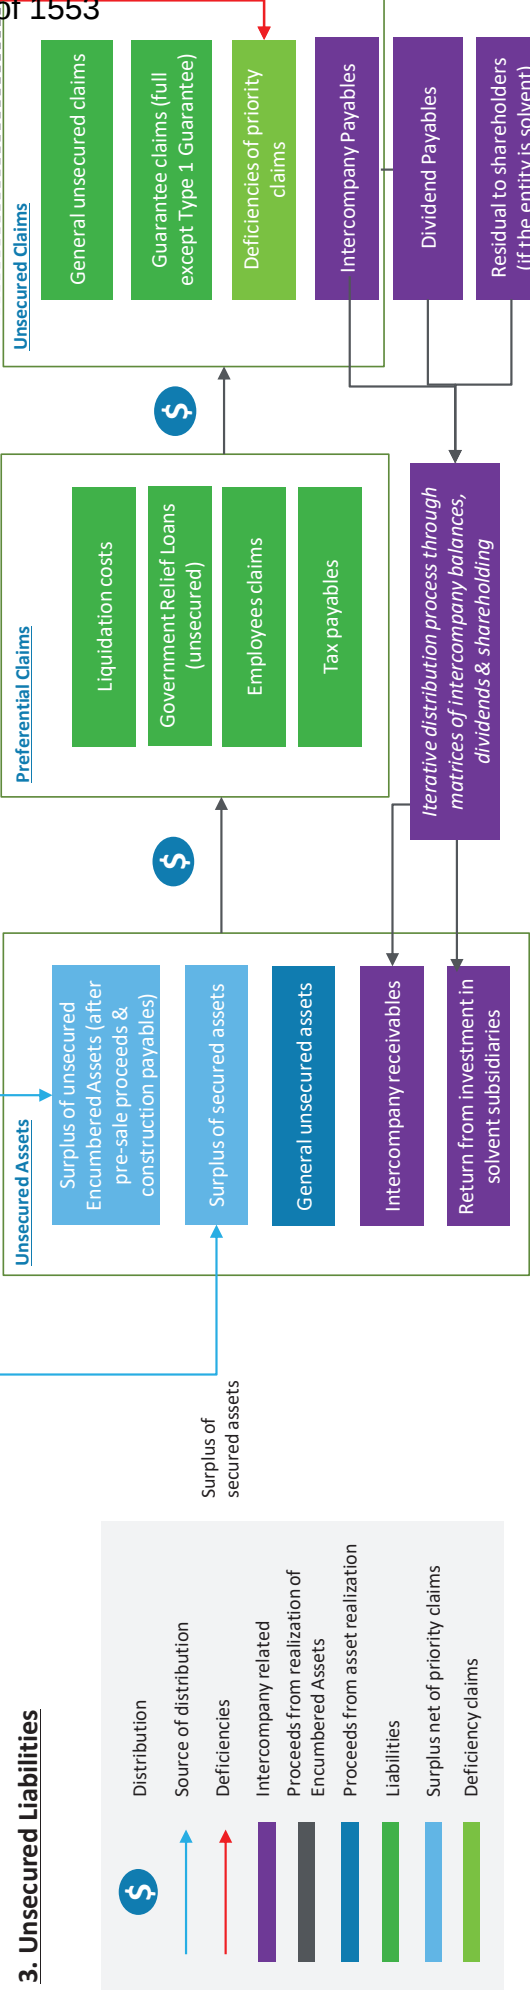 of 1553
3. Unsecured Liabilities
Distribution
Source of distribution
Deficiencies
Intercompany related
Proceeds from realization of
Encumbered Assets
Proceeds from asset realization
Liabilities
Surplus net of priority claims
Deficiency claims
Surplus of
secured assets
Unsecured Assets
Surplus of unsecured
Encumbered Assets (after
pre-sale proceeds &
construction payables)
Surplus of secured assets
General unsecured assets
Intercompany receivables
Return from investment in
solvent subsidiaries
$
Preferential Claims
Liquidation costs
Government Relief Loans
(unsecured)
Employees claims
Tax payables
Iterative distribution process through
matrices of intercompany balances,
dividends & shareholding
$
Unsecured Claims
General unsecured claims
Guarantee claims (full
except Type 1 Guarantee)
Deficiencies of priority
claims
Intercompany Payables
Dividend Payables
Residual to shareholders
(if the entity is solvent)
$